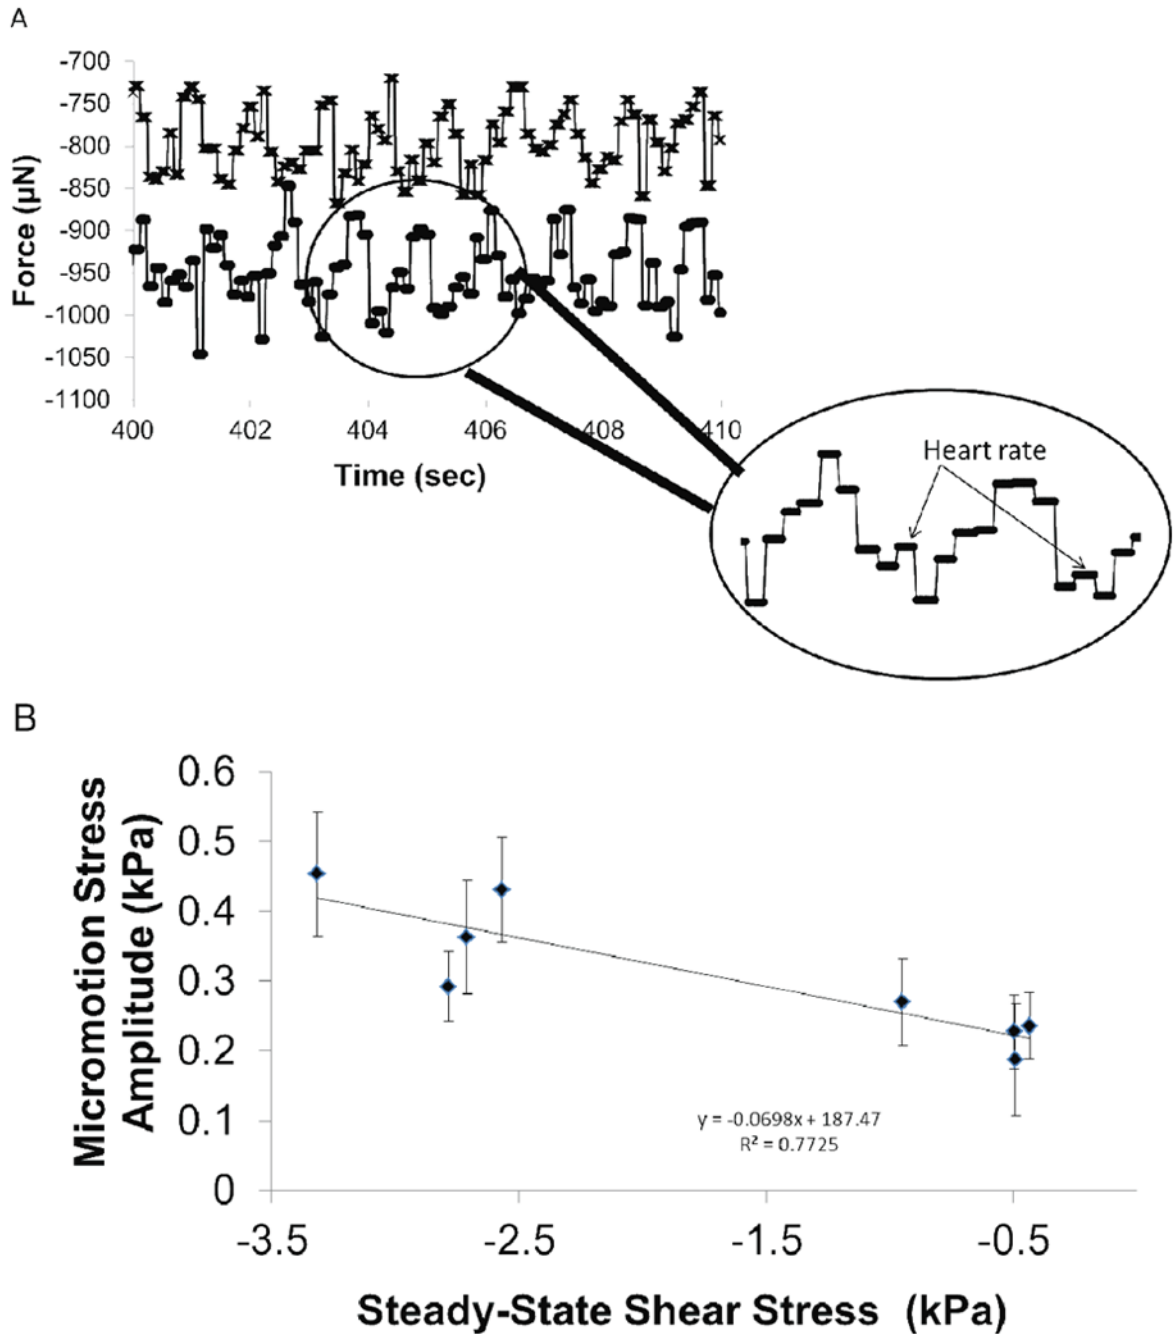 A
-700
-750
-800
-850
-900
-950
-1000
-1050
-1100
Force (µN)
400 402 404 406 408 410
Time (sec)
Heart rate
B
0.6
0.5
0.4
0.3
0.2
0.1
0
Micromotion Stress
Amplitude (kPa)
y = -0.0698x + 187.47
R² = 0.7725
-3.5 -2.5 -1.5 -0.5
Steady-State Shear Stress (kPa)